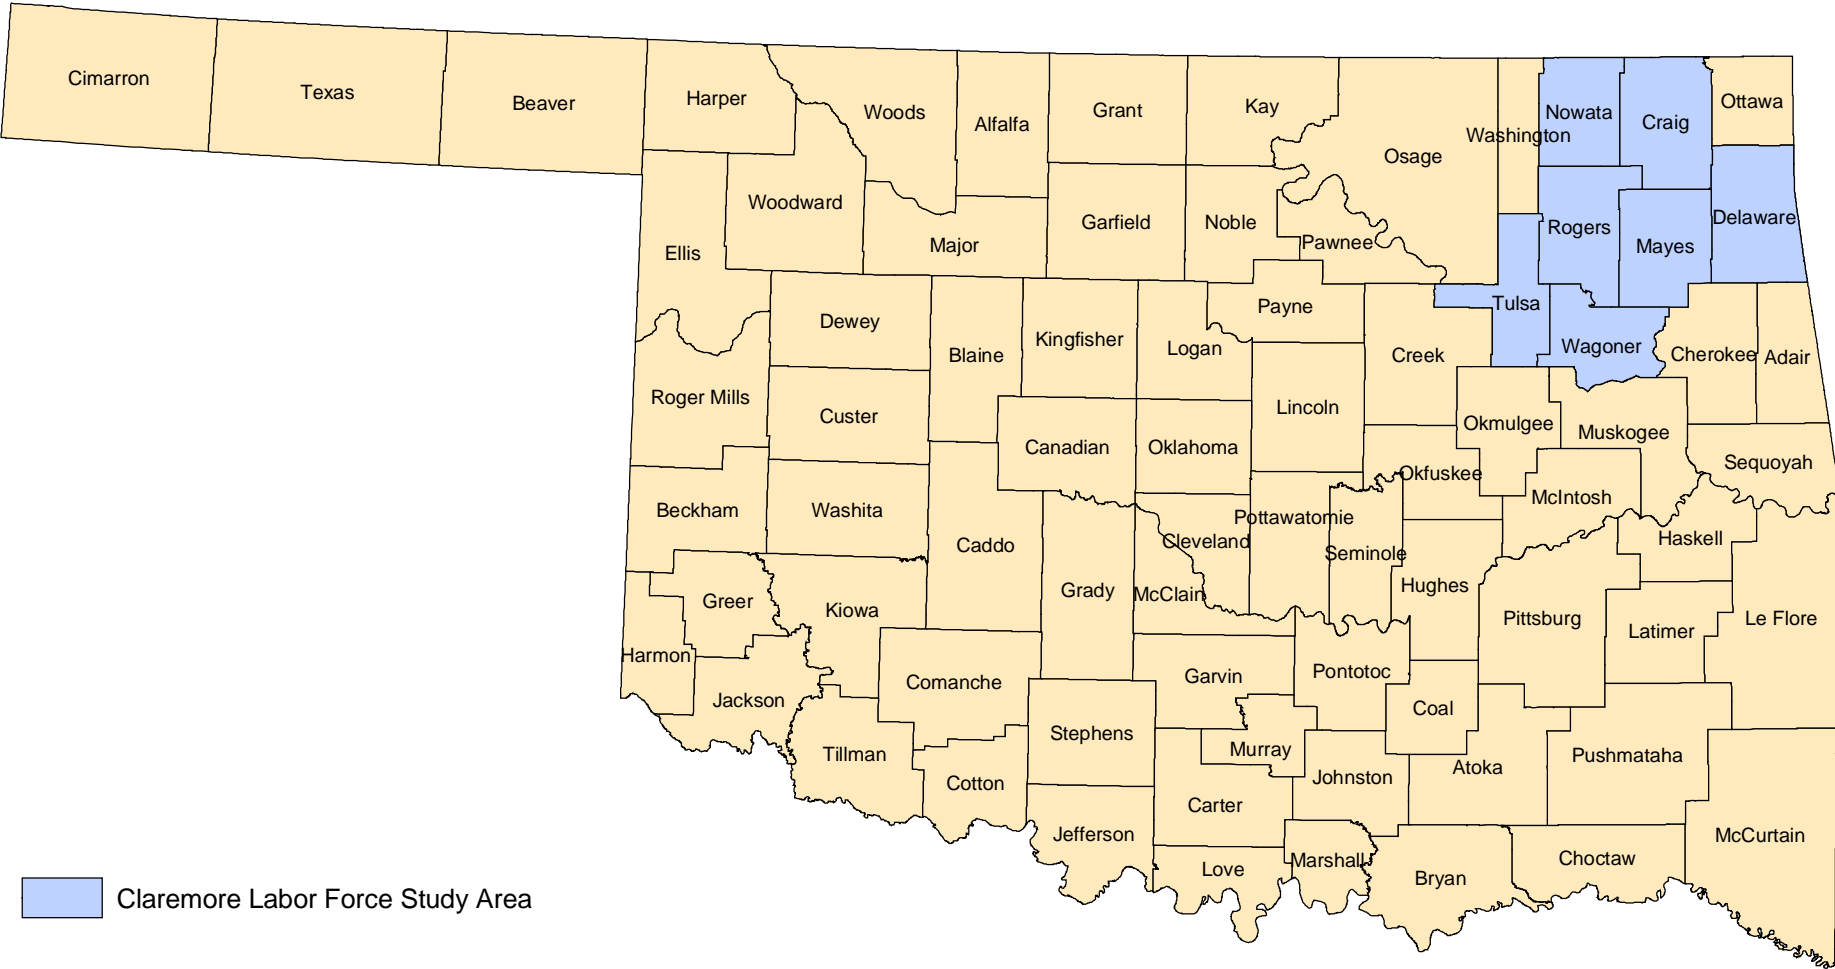 Cimarron
Texas
Beaver
Harper
Woods
Alfalfa
Grant
Kay
Osage
Washington
Nowata
Craig
Ottawa
Woodward
Ellis
Major
Garfield
Noble
Pawnee
Rogers
Mayes
Delaware
Dewey
Blaine
Kingfisher
Logan
Payne
Creek
Tulsa
Wagoner
Cherokee
Adair
Roger Mills
Custer
Canadian
Oklahoma
Lincoln
Okmulgee
Muskogee
Sequoyah
Okfuskee
McIntosh
Beckham
Washita
Caddo
Grady
Cleveland
Pottawatomie
Seminole
Hughes
Haskell
McClain
Greer
Kiowa
Pittsburg
Latimer
Le Flore
Harmon
Jackson
Comanche
Garvin
Pontotoc
Coal
Stephens
Murray
Johnston
Atoka
Pushmataha
Tillman
Cotton
Carter
Jefferson
Love
Marshall
Bryan
Choctaw
McCurtain
Claremore Labor Force Study Area